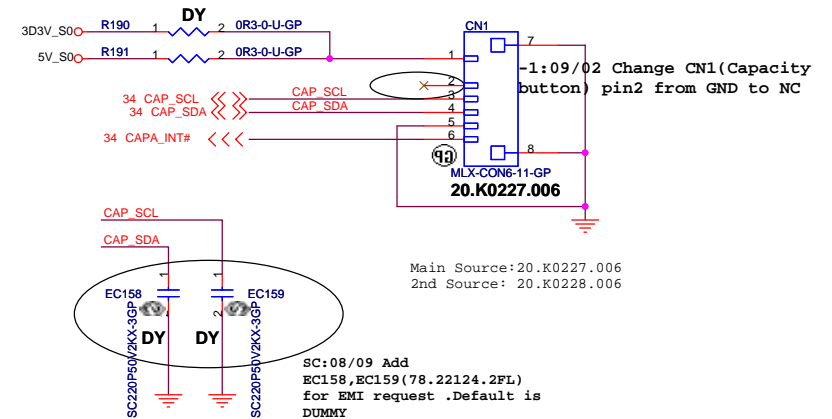 DY
CN1
3D3V_S0 R190 1 2 0R3-0-U-GP
5V_S0 R191 1 2 0R3-0-U-GP
1
7
-1:09/02 Change CN1(Capacity
button) pin2 from GND to NC
2
34 CAP_SCL CAP_SCL 3
34 CAP_SDA CAP_SDA 4
5
34 CAPA_INT# 6
8
GP
MLX-CON6-11-GP
20.K0227.006
CAP_SCL
CAP_SDA
Main Source:20.K0227.006
2nd Source: 20.K0228.006
1 1
EC158 EC159
2
DY DY
SC220P50V2KX-3GP
SC220P50V2KX-3GP
SC:08/09 Add
EC158,EC159(78.22124.2FL)
for EMI request .Default is
DUMMY